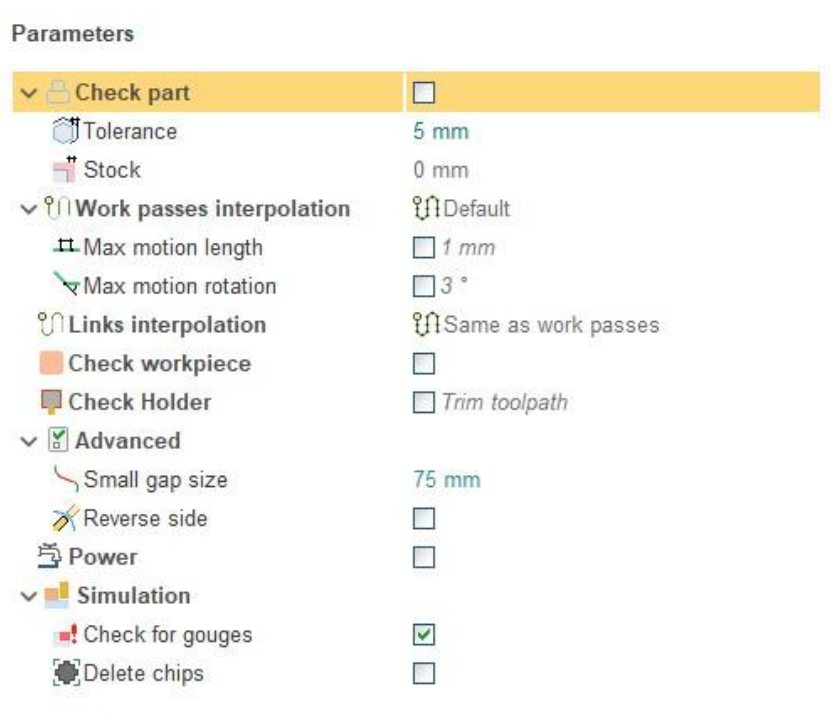 Parameters
Check part
Tolerance 5 mm
Stock 0 mm
Work passes interpolation Default
Max motion length 1 mm
Max motion rotation 3 °
Links interpolation Same as work passes
Check workpiece
Check Holder Trim toolpath
Advanced
Small gap size 75 mm
Reverse side
Power
Simulation
Check for gouges
Delete chips